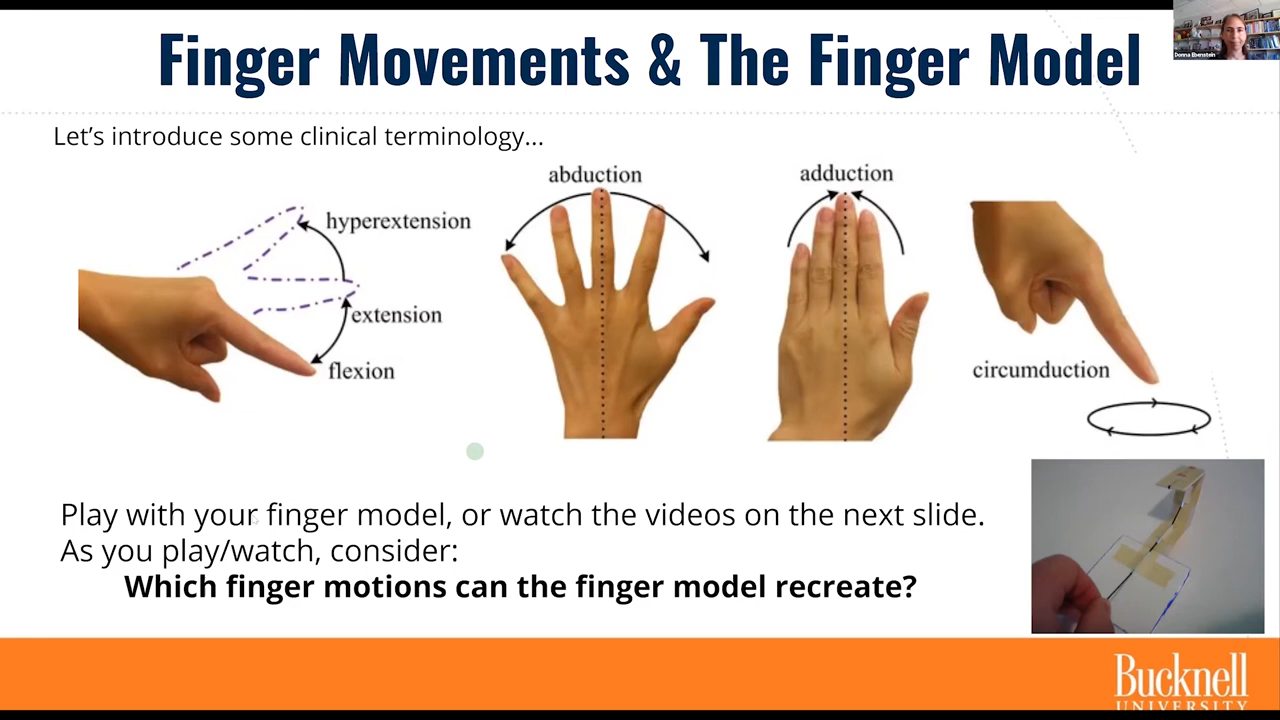 Finger Movements & The Finger Model
Donna Ebenstein
Let's introduce some clinical terminology...
hyperextension
extension
flexion
abduction
adduction
circumduction
Play with your finger model, or watch the videos on the next slide.
As you play/watch, consider:
Which finger motions can the finger model recreate?
Bucknell
UNIVERSITY